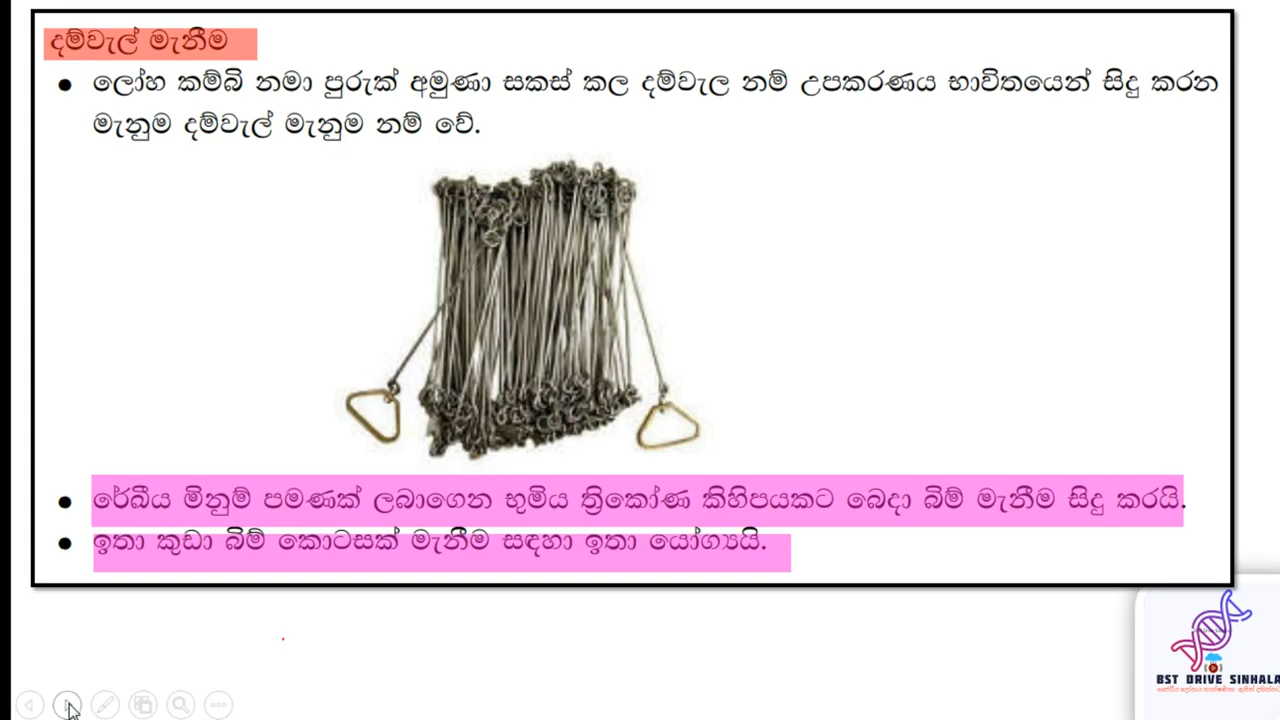 දම්වැල් මැනීම
● ලෝහ කම්බි නමා පුරුක් අමුණා සකස් කල දම්වැල නම් උපකරණය භාවිතයෙන් සිදු කරන
මැනුම දම්වැල් මැනුම නම් වේ.
● රේඛීය මිනුම් පමණක් ලබාගෙන භුමිය ත්‍රිකෝණ කිහිපයකට බෙදා බිම් මැනීම සිදු කරයි.
● ඉතා කුඩා බිම් කොටසක් මැනීම සඳහා ඉතා යෝග්‍යයි.
BST DRIVE SINHALA